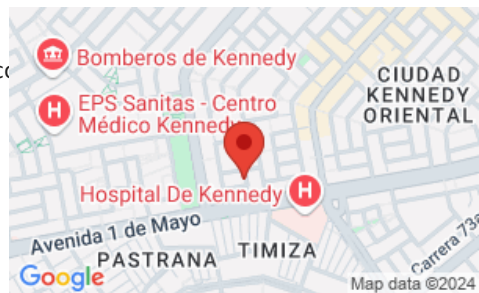 Bomberos de Kennedy
EPS Sanitas - Centro
Médico Kennedy
CIUDAD
KENNEDY
ORIENTAL
Hospital De Kennedy
Avenida 1 de Mayo
PASTRANA
TIMIZA
Carrera 73a
Google
Map data ©2024